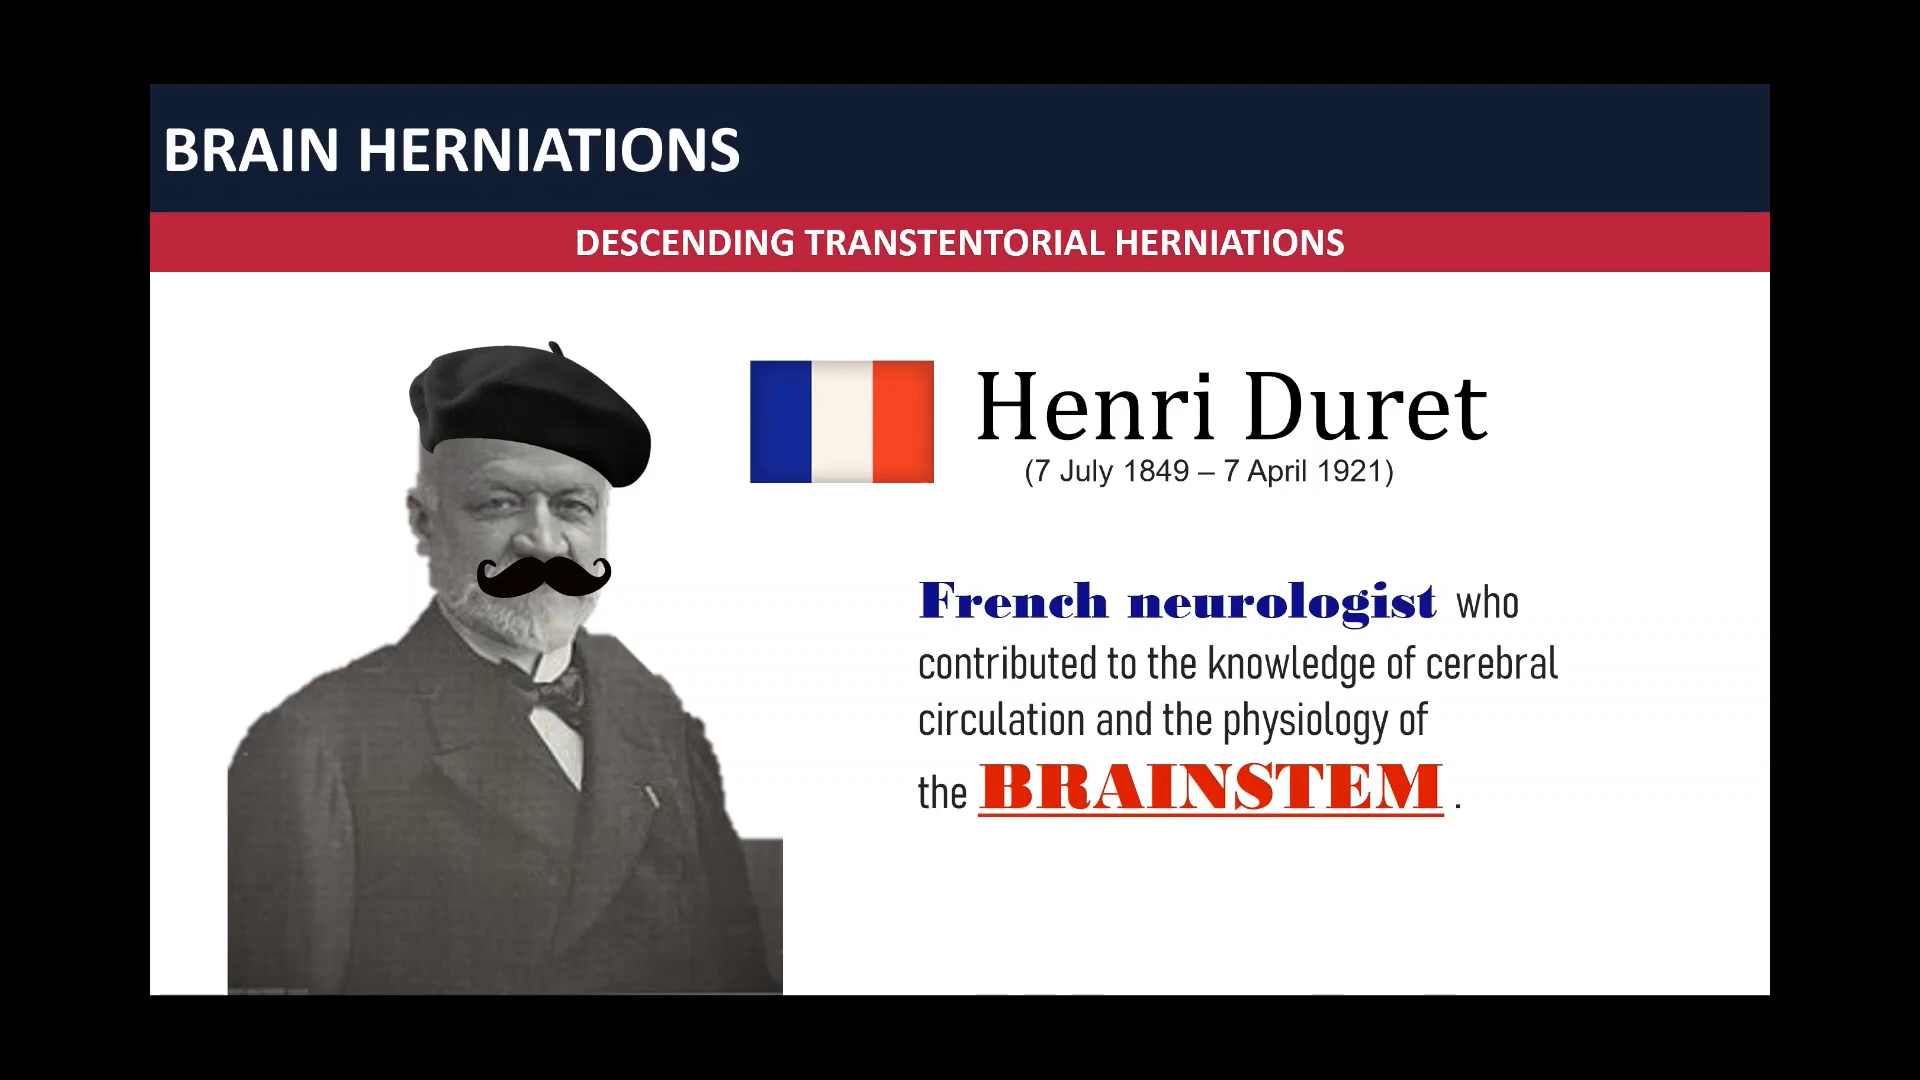 BRAIN HERNIATIONS
DESCENDING TRANSTENTORIAL HERNIATIONS
Henri Duret
(7 July 1849 – 7 April 1921)
French neurologist who
contributed to the knowledge of cerebral
circulation and the physiology of
the BRAINSTEM .